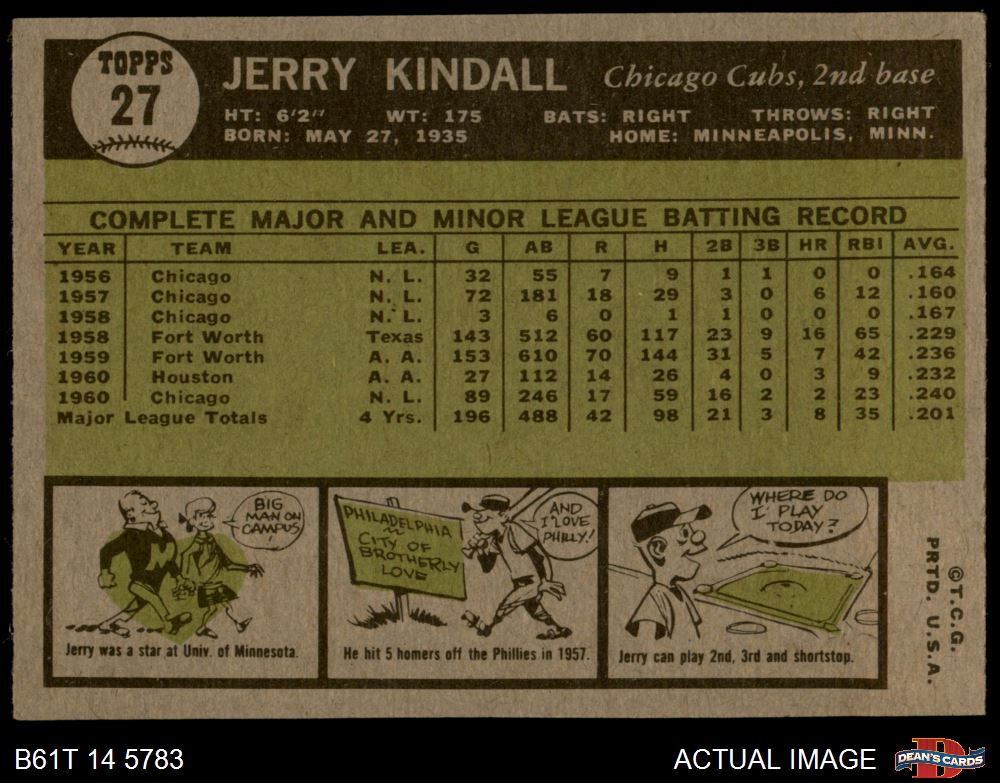 TOPPS
27
JERRY KINDALL Chicago Cubs, 2nd base
HT: 6'2" WT: 175 BATS: RIGHT THROWS: RIGHT
BORN: MAY 27, 1935 HOME: MINNEAPOLIS, MINN.
COMPLETE MAJOR AND MINOR LEAGUE BATTING RECORD
YEAR TEAM LEA. G AB R H 2B 3B HR RBI AVG.
1956 Chicago N. L. 32 55 7 9 1 1 0 0 .164
1957 Chicago N. L. 72 181 18 29 3 0 6 12 .160
1958 Chicago N. L. 3 6 0 1 1 0 0 0 .167
1958 Fort Worth Texas 143 512 60 117 23 9 16 65 .229
1959 Fort Worth A. A. 153 610 70 144 31 5 7 42 .236
1960 Houston A. A. 27 112 14 26 4 0 3 9 .232
1960 Chicago N. L. 89 246 17 59 16 2 2 23 .240
Major League Totals 4 Yrs. 196 488 42 98 21 3 8 35 .201
BIG
MAN ON
CAMPUS
!
Jerry was a star at Univ. of Minnesota.
PHILADELPHIA
CITY OF
BROTHERLY
LOVE
AND
I LOVE
PHILLY!
He hit 5 homers off the Phillies in 1957.
WHERE DO
I PLAY
TODAY?
Jerry can play 2nd, 3rd and shortstop.
©T.C.G.
PRTD. U.S.A.
B61T 14 5783 ACTUAL IMAGE
D
DEAN'S CARDS